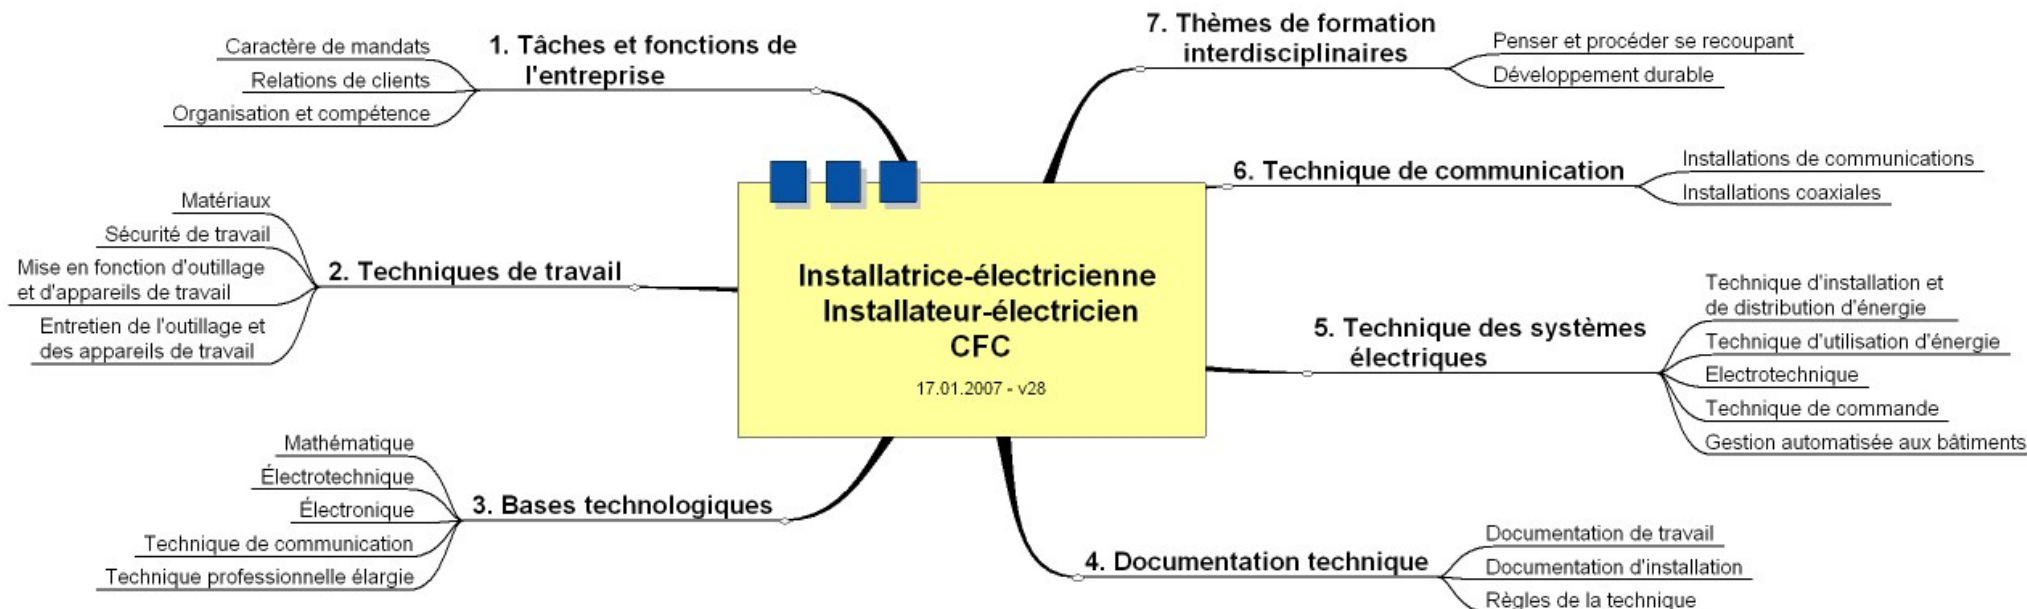 1. Tâches et fonctions de
l'entreprise
Caractère de mandats
Relations de clients
Organisation et compétence
2. Techniques de travail
Matériaux
Sécurité de travail
Mise en fonction d'outillage
et d'appareils de travail
Entretien de l'outillage et
des appareils de travail
3. Bases technologiques
Mathématique
Électrotechnique
Électronique
Technique de communication
Technique professionnelle élargie
Installatrice-électricienne
Installateur-électricien
CFC
17.01.2007 - v28
7. Thèmes de formation
interdisciplinaires
Penser et procéder se recoupant
Développement durable
6. Technique de communication
Installations de communications
Installations coaxiales
5. Technique des systèmes
électriques
Technique d'installation et
de distribution d'énergie
Technique d'utilisation d'énergie
Electrotechnique
Technique de commande
Gestion automatisée aux bâtiments
4. Documentation technique
Documentation de travail
Documentation d'installation
Règles de la technique